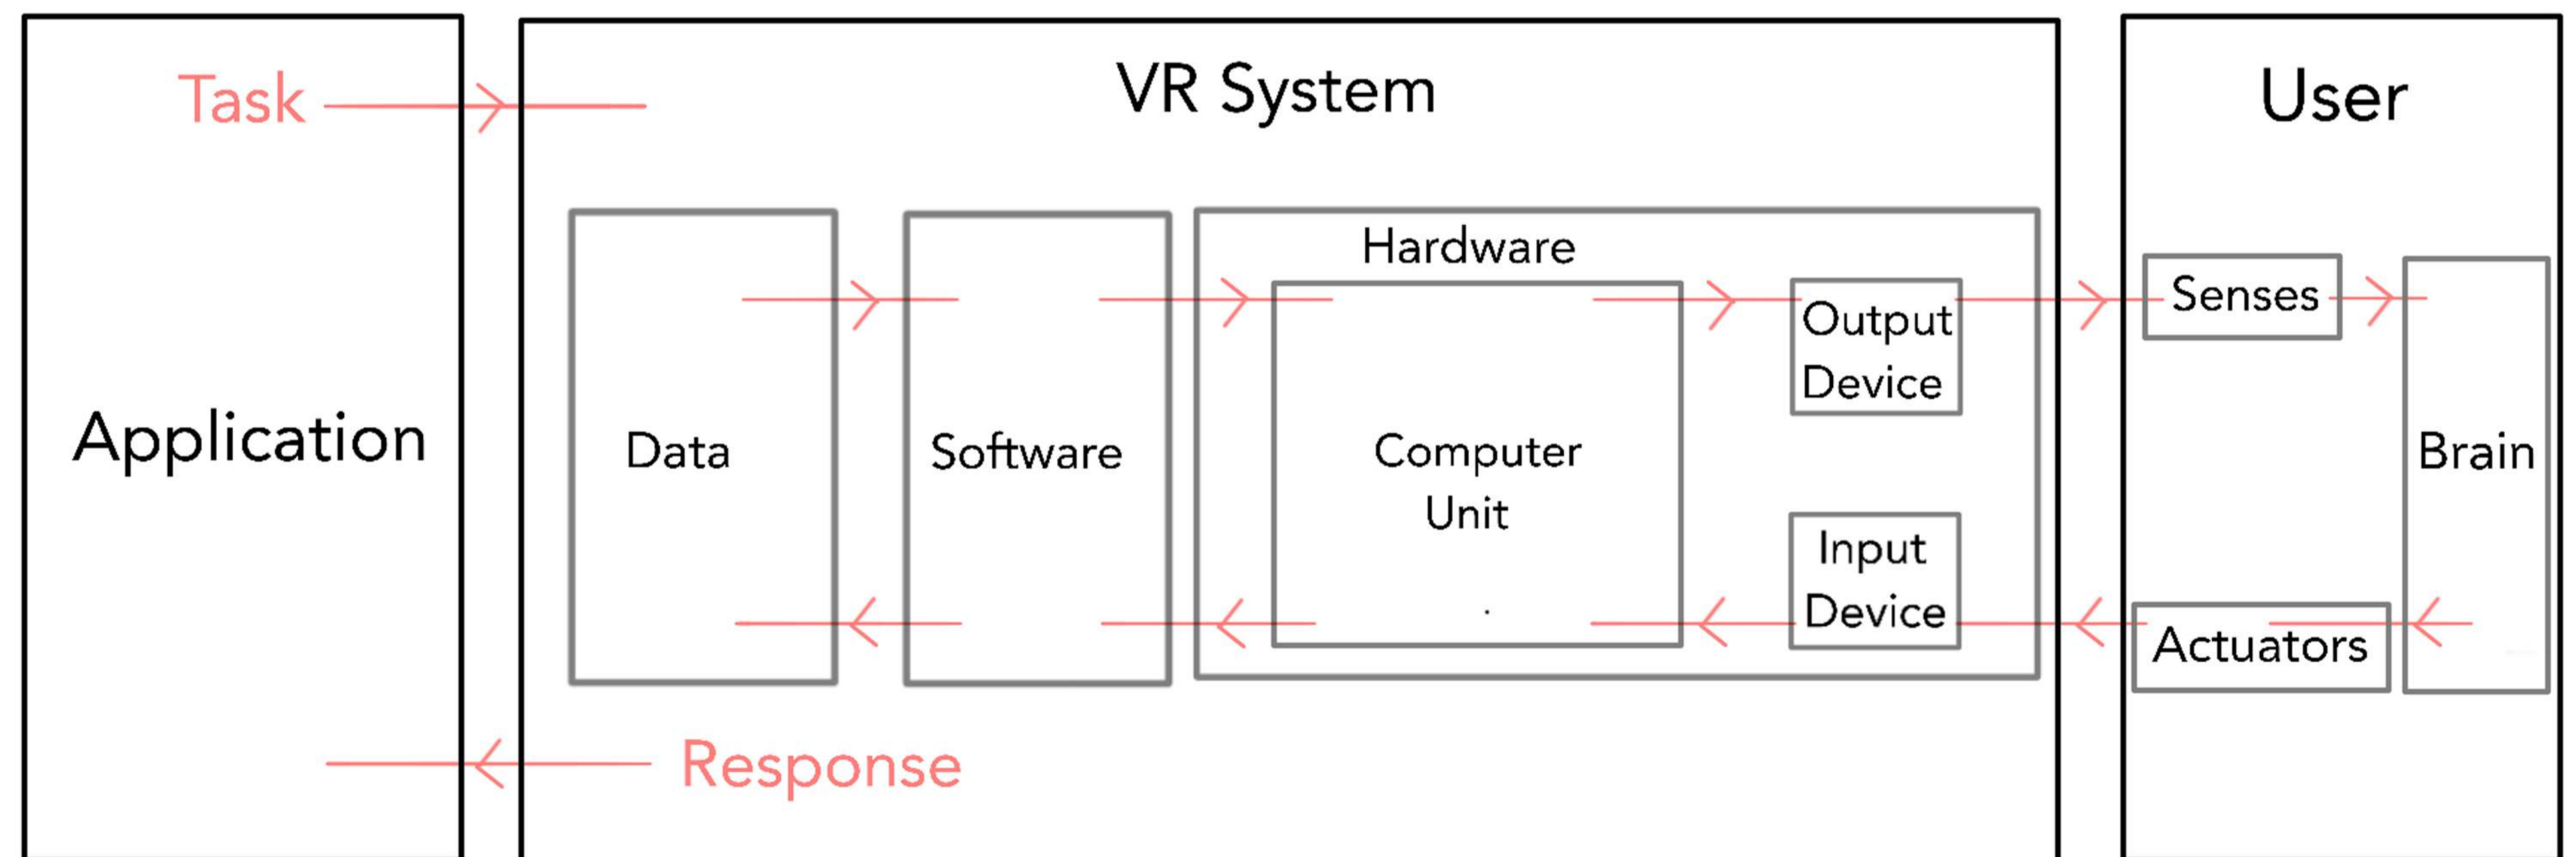 Task
Application
VR System
Data
Software
Hardware
Computer
Unit
Output
Device
Input
Device
Response
User
Senses
Brain
Actuators